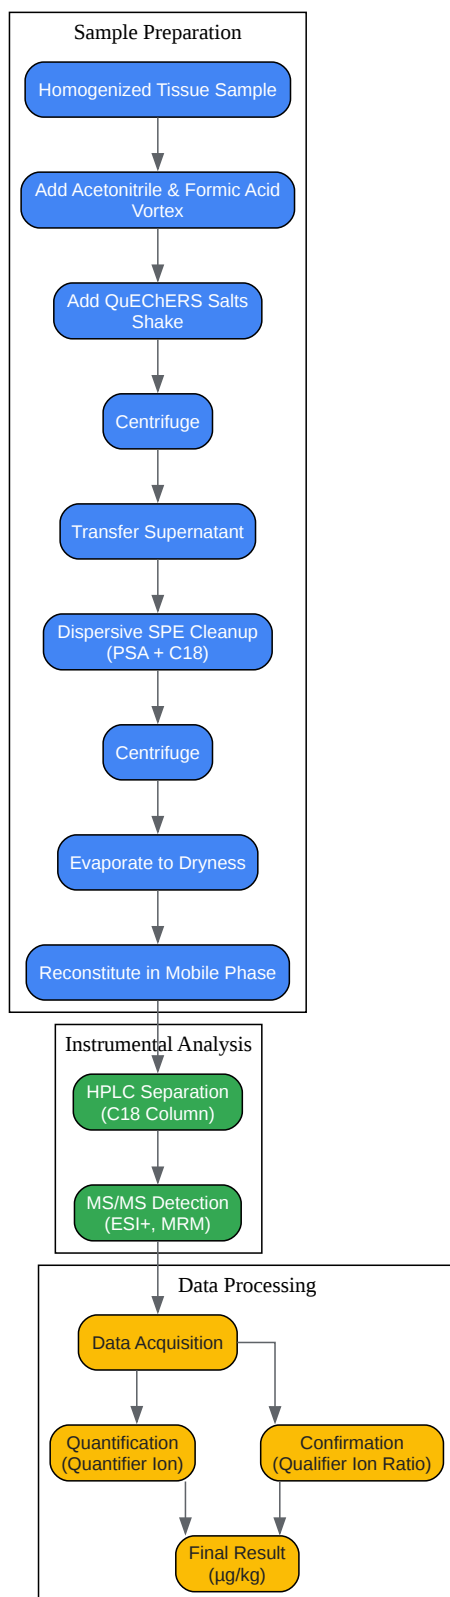 Sample Preparation
Homogenized Tissue Sample
Add Acetonitrile & Formic Acid
Vortex
Add QuEChERS Salts
Shake
Centrifuge
Transfer Supernatant
Dispersive SPE Cleanup
(PSA + C18)
Centrifuge
Evaporate to Dryness
Reconstitute in Mobile Phase
Instrumental Analysis
HPLC Separation
(C18 Column)
MS/MS Detection
(ESI+, MRM)
Data Processing
Data Acquisition
Quantification
(Quantifier Ion)
Confirmation
(Qualifier Ion Ratio)
Final Result
(µg/kg)